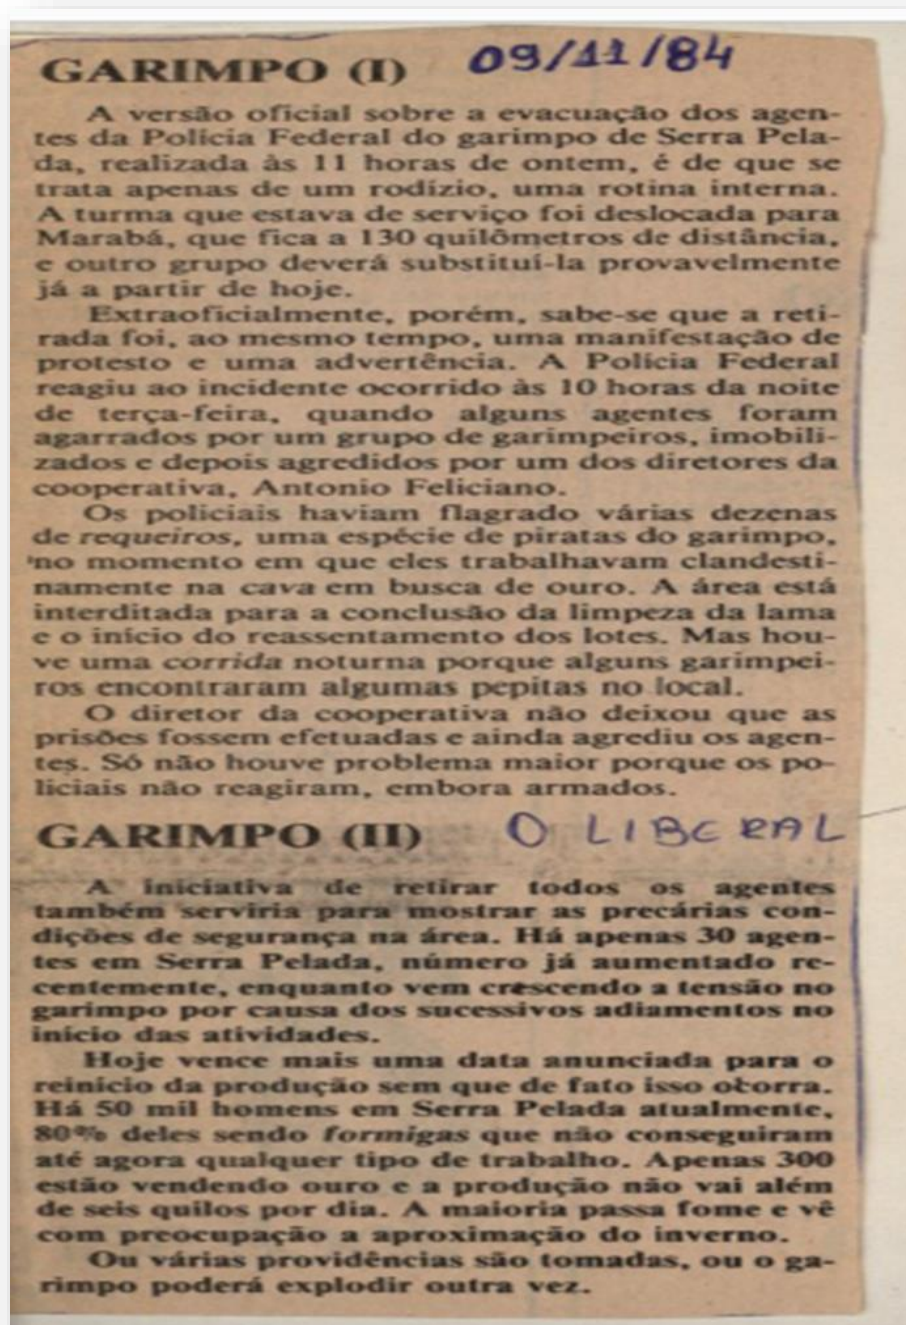 GARIMPO (I) 09/11/84
A versão oficial sobre a evacuação dos agen-
tes da Polícia Federal do garimpo de Serra Pela-
da, realizada às 11 horas de ontem, é de que se
trata apenas de um rodízio, uma rotina interna.
A turma que estava de serviço foi deslocada para
Marabá, que fica a 130 quilômetros de distância,
e outro grupo deverá substituí-la provavelmente
já a partir de hoje.
Extraoficialmente, porém, sabe-se que a reti-
rada foi, ao mesmo tempo, uma manifestação de
protesto e uma advertência. A Polícia Federal
reagiu ao incidente ocorrido às 10 horas da noite
de terça-feira, quando alguns agentes foram
agarrados por um grupo de garimpeiros, imobili-
zados e depois agredidos por um dos diretores da
cooperativa, Antonio Feliciano.
Os policiais haviam flagrado várias dezenas
de requeiros, uma espécie de piratas do garimpo,
no momento em que eles trabalhavam clandesti-
namente na cava em busca de ouro. A área está
interditada para a conclusão da limpeza da lama
e o início do reassentamento dos lotes. Mas hou-
ve uma corrida noturna porque alguns garimpei-
ros encontraram algumas pepitas no local.
O diretor da cooperativa não deixou que as
prisões fossem efetuadas e ainda agrediu os agen-
tes. Só não houve problema maior porque os po-
liciais não reagiram, embora armados.
GARIMPO (II) O LIBERAL
A iniciativa de retirar todos os agentes
também serviria para mostrar as precárias con-
dições de segurança na área. Há apenas 30 agen-
tes em Serra Pelada, número já aumentado re-
centemente, enquanto vem crescendo a tensão no
garimpo por causa dos sucessivos adiamentos no
início das atividades.
Hoje vence mais uma data anunciada para o
reinício da produção sem que de fato isso ocorra.
Há 50 mil homens em Serra Pelada atualmente,
80% deles sendo formigas que não conseguiram
até agora qualquer tipo de trabalho. Apenas 300
estão vendendo ouro e a produção não vai além
de seis quilos por dia. A maioria passa fome e vê
com preocupação a aproximação do inverno.
Ou várias providências são tomadas, ou o ga-
rimpo poderá explodir outra vez.